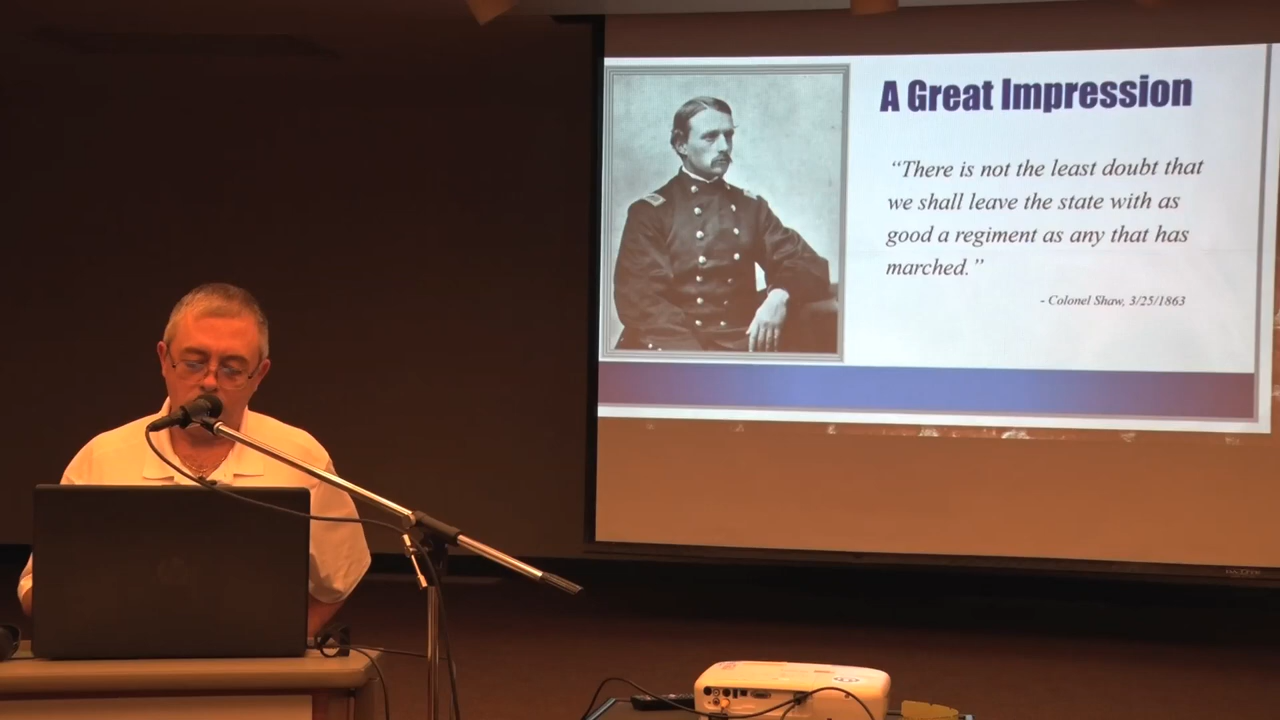 A Great Impression
“There is not the least doubt that
we shall leave the state with as
good a regiment as any that has
marched.”
- Colonel Shaw, 3/25/1863